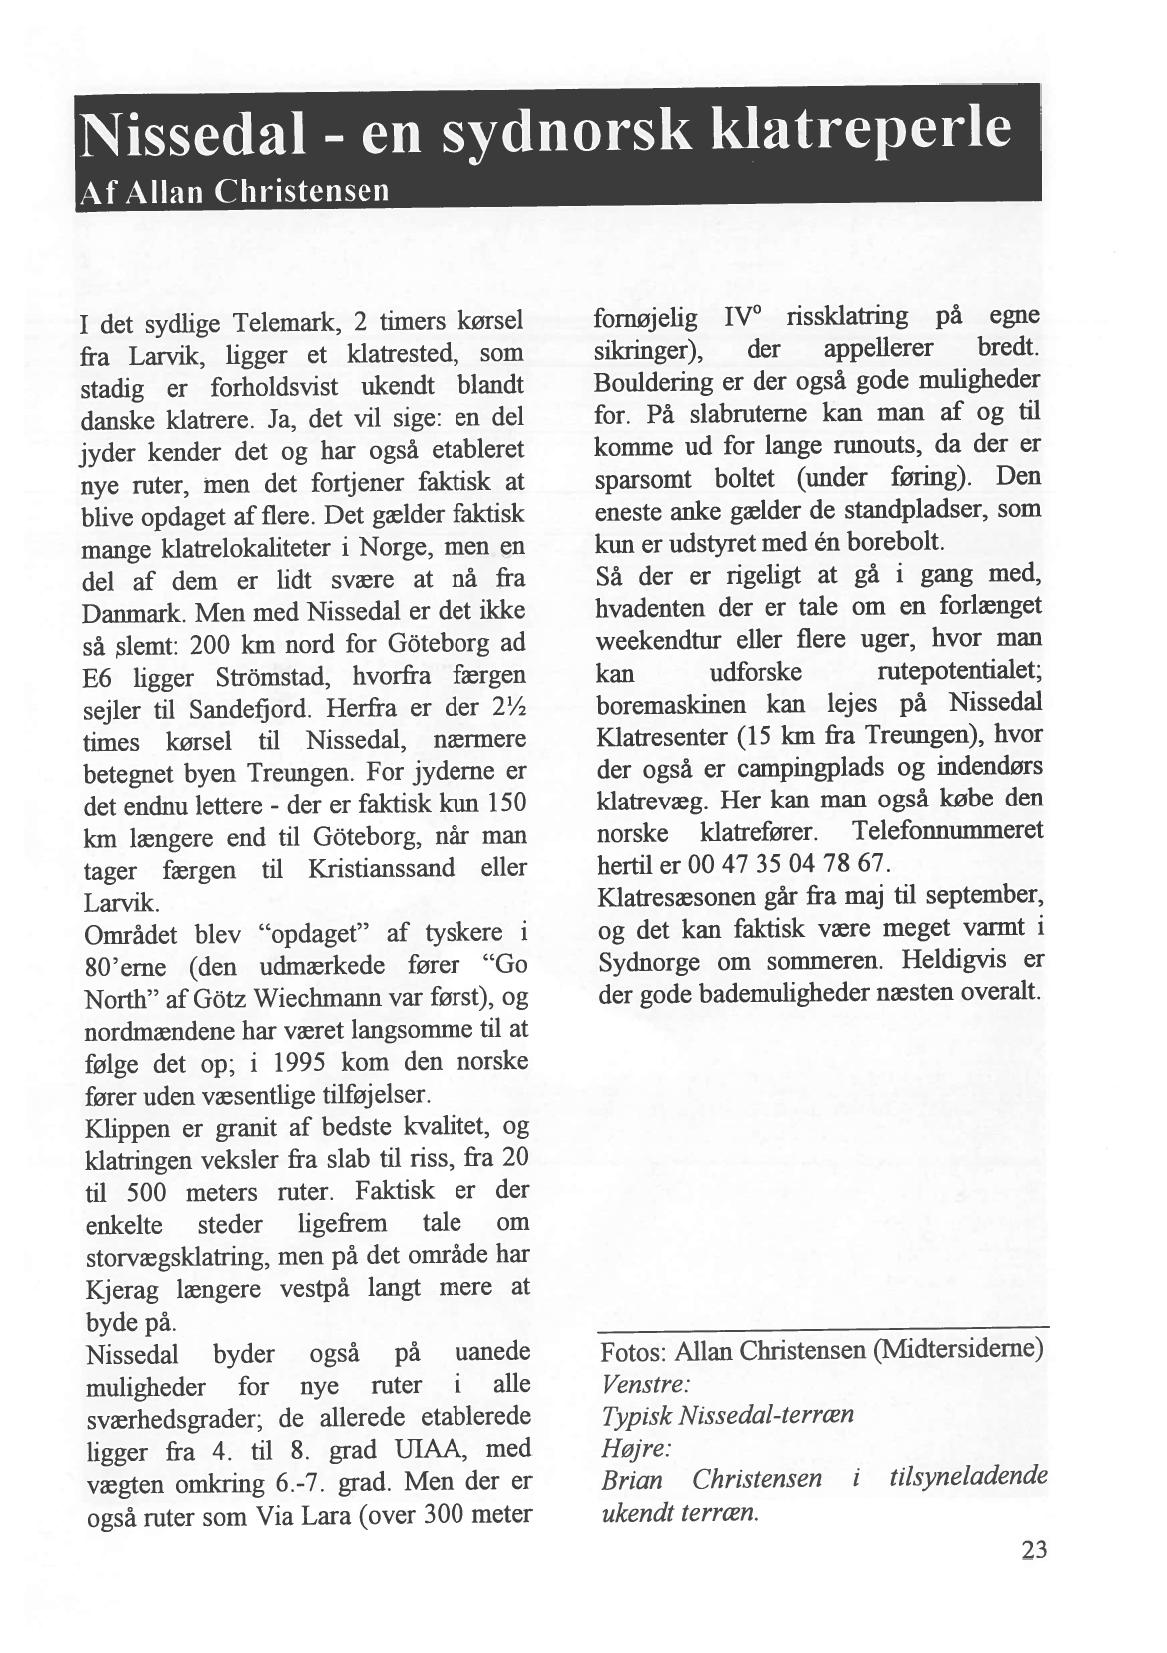 Nissedal - en sydnorsk klatreperle
Af Allan Christensen
I det sydlige Telemark, 2 timers kørsel
fra Larvik, ligger et klatrested, som
stadig er forholdsvist ukendt blandt
danske klatrere. Ja, det vil sige: en del
jyder kender det og har også etableret
nye ruter, men det fortjener faktisk at
blive opdaget af flere. Det gælder faktisk
mange klatrelokaliteter i Norge, men en
del af dem er lidt svære at nå fra
Danmark. Men med Nissedal er det ikke
så slemt: 200 km nord for Göteborg ad
E6 ligger Strömstad, hvorfra færgen
sejler til Sandefjord. Herfra er der 2½
times kørsel til Nissedal, nærmere
betegnet byen Treungen. For jyderne er
det endnu lettere - der er faktisk kun 150
km længere end til Göteborg, når man
tager færgen til Kristianssand eller
Larvik.
Området blev “opdaget” af tyskere i
80’erne (den udmærkede fører “Go
North” af Götz Wiechmann var først), og
nordmændene har været langsomme til at
følge det op; i 1995 kom den norske
fører uden væsentlige tilføjelser.
Klippen er granit af bedste kvalitet, og
klatringen veksler fra slab til riss, fra 20
til 500 meters ruter. Faktisk er der
enkelte steder ligefrem tale om
storvægsklatring, men på det område har
Kjerag længere vestpå langt mere at
byde på.
Nissedal byder også på uanede
muligheder for nye ruter i alle
sværhedsgrader; de allerede etablerede
ligger fra 4. til 8. grad UIAA, med
vægten omkring 6.-7. grad. Men der er
også ruter som Via Lara (over 300 meter
fornøjelig IV° rissklatring på egne
sikringer), der appellerer bredt.
Bouldering er der også gode muligheder
for. På slabruterne kan man af og til
komme ud for lange runouts, da der er
sparsomt boltet (under føring). Den
eneste anke gælder de standpladser, som
kun er udstyret med én borebolt.
Så der er rigeligt at gå i gang med,
hvadenten der er tale om en forlænget
weekendtur eller flere uger, hvor man
kan udforske rutepotentialet;
boremaskinen kan lejes på Nissedal
Klatresenter (15 km fra Treungen), hvor
der også er campingplads og indendørs
klatrevæg. Her kan man også købe den
norske klatrefører. Telefonnummeret
hertil er 00 47 35 04 78 67.
Klatresæsonen går fra maj til september,
og det kan faktisk være meget varmt i
Sydnorge om sommeren. Heldigvis er
der gode bademuligheder næsten overalt.
Fotos: Allan Christensen (Midtersiderne)
Venstre:
Typisk Nissedal-terræn
Højre:
Brian Christensen i tilsyneladende
ukendt terræn.
23